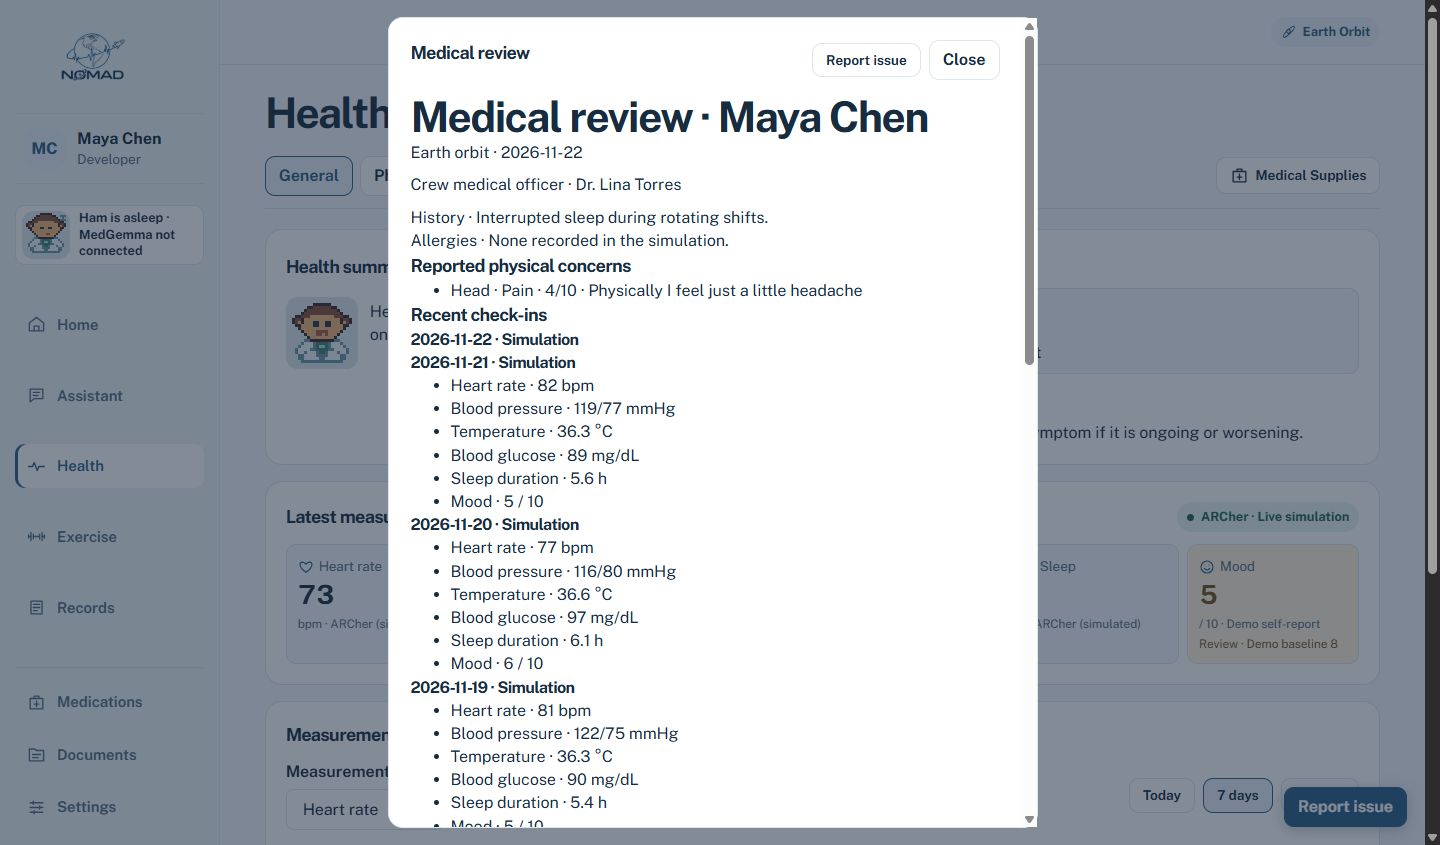 NOMAD
Earth Orbit
Maya Chen
MC
Developer
Ham is asleep ·
MedGemma not
connected
Home
Assistant
Health
Exercise
Records
Medications
Documents
Settings
Health
General
Medical Supplies
Latest
ARCher · Live simulation
Heart rate
73
Sleep
ARCher (simulated)
Mood
5
/ 10 · Demo self-report
Review · Demo baseline 8
ymptom if it is ongoing or worsening.
Measurement
Heart rate
Today
7 days
Report issue
Medical review
Report issue
Close
Medical review · Maya Chen
Earth orbit · 2026-11-22
Crew medical officer · Dr. Lina Torres
History · Interrupted sleep during rotating shifts.
Allergies · None recorded in the simulation.
Reported physical concerns
• Head · Pain · 4/10 · Physically I feel just a little headache
Recent check-ins
2026-11-22 · Simulation
2026-11-21 · Simulation
• Heart rate · 82 bpm
• Blood pressure · 119/77 mmHg
• Temperature · 36.3 °C
• Blood glucose · 89 mg/dL
• Sleep duration · 5.6 h
• Mood · 5 / 10
2026-11-20 · Simulation
• Heart rate · 77 bpm
• Blood pressure · 116/80 mmHg
• Temperature · 36.6 °C
• Blood glucose · 97 mg/dL
• Sleep duration · 6.1 h
• Mood · 6 / 10
2026-11-19 · Simulation
• Heart rate · 81 bpm
• Blood pressure · 122/75 mmHg
• Temperature · 36.3 °C
• Blood glucose · 90 mg/dL
• Sleep duration · 5.4 h
• Mood · 5 / 10